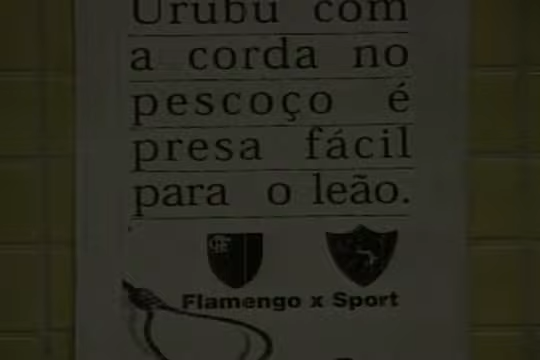 Urubu com
a corda no
pescoço é
presa fácil
para o leão.
Flamengo x Sport